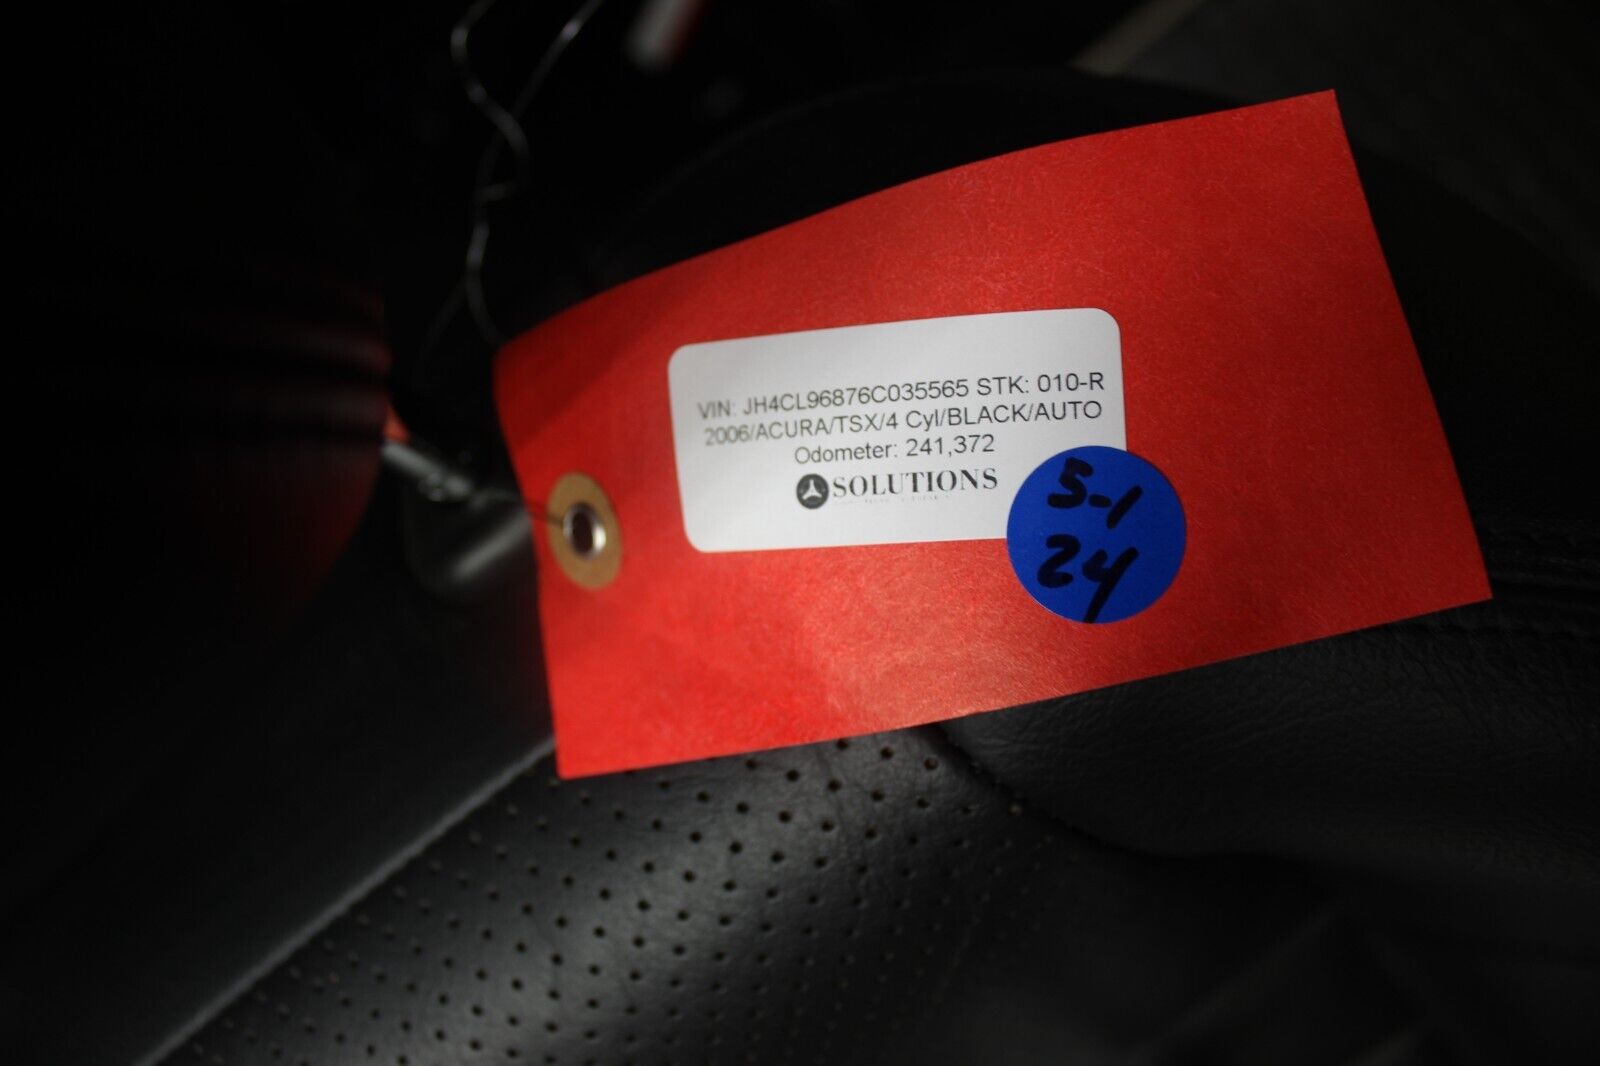 VIN: JH4CL96876C035565 STK: 010-R
2006/ACURA/TSX/4 Cyl/BLACK/AUTO
Odometer: 241,372
SOLUTIONS
5-1
24